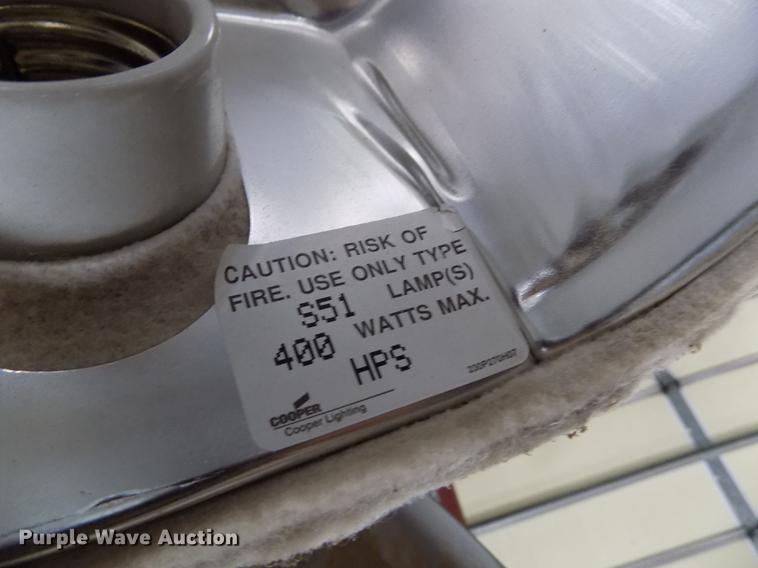 CAUTION: RISK OF
FIRE. USE ONLY TYPE
S51 LAMP(S)
400 WATTS MAX.
HPS
COOPER
Cooper Lighting
230P270H07
Purple Wave Auction